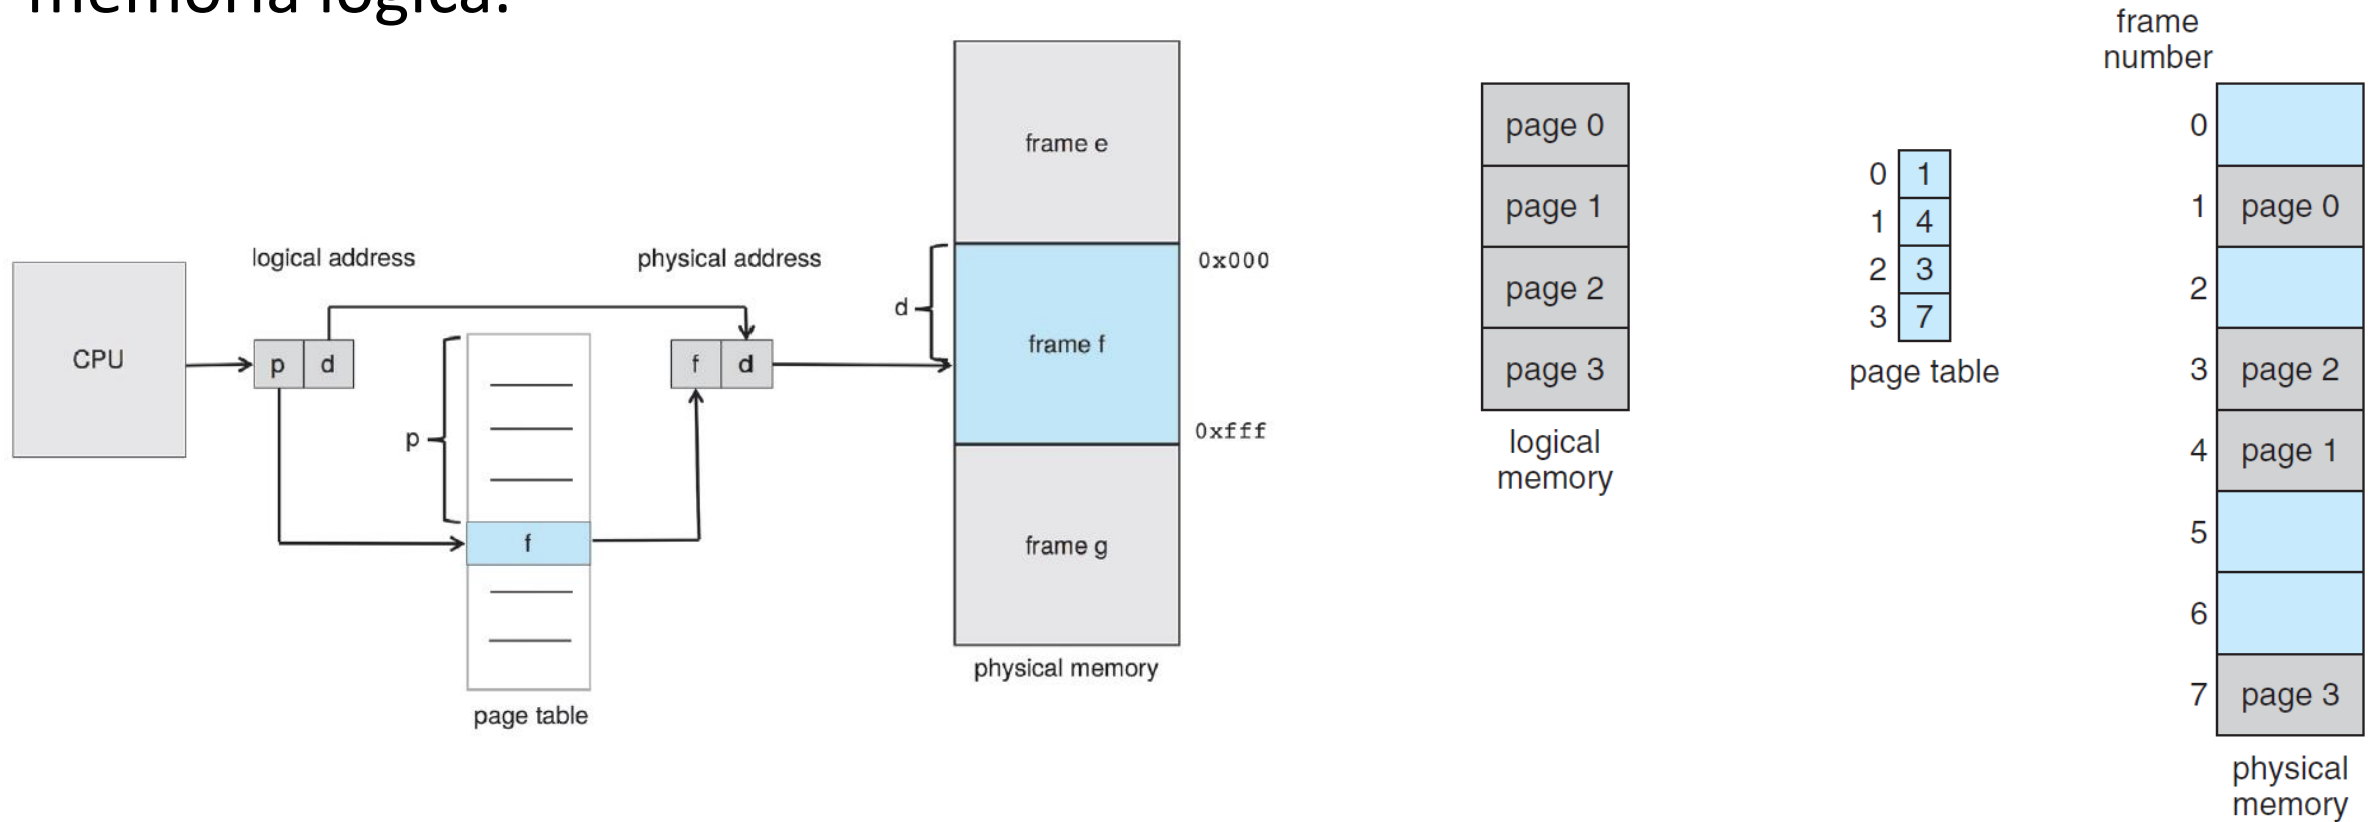 memoria logica.
CPU
logical address
p d
p
f
page table
physical address
f d
d
frame e
frame f
frame g
0x000
0xfff
physical memory
page 0
page 1
page 2
page 3
logical
memory
0 1
1 4
2 3
3 7
page table
frame
number
0
1 page 0
2
3 page 2
4 page 1
5
6
7 page 3
physical
memory